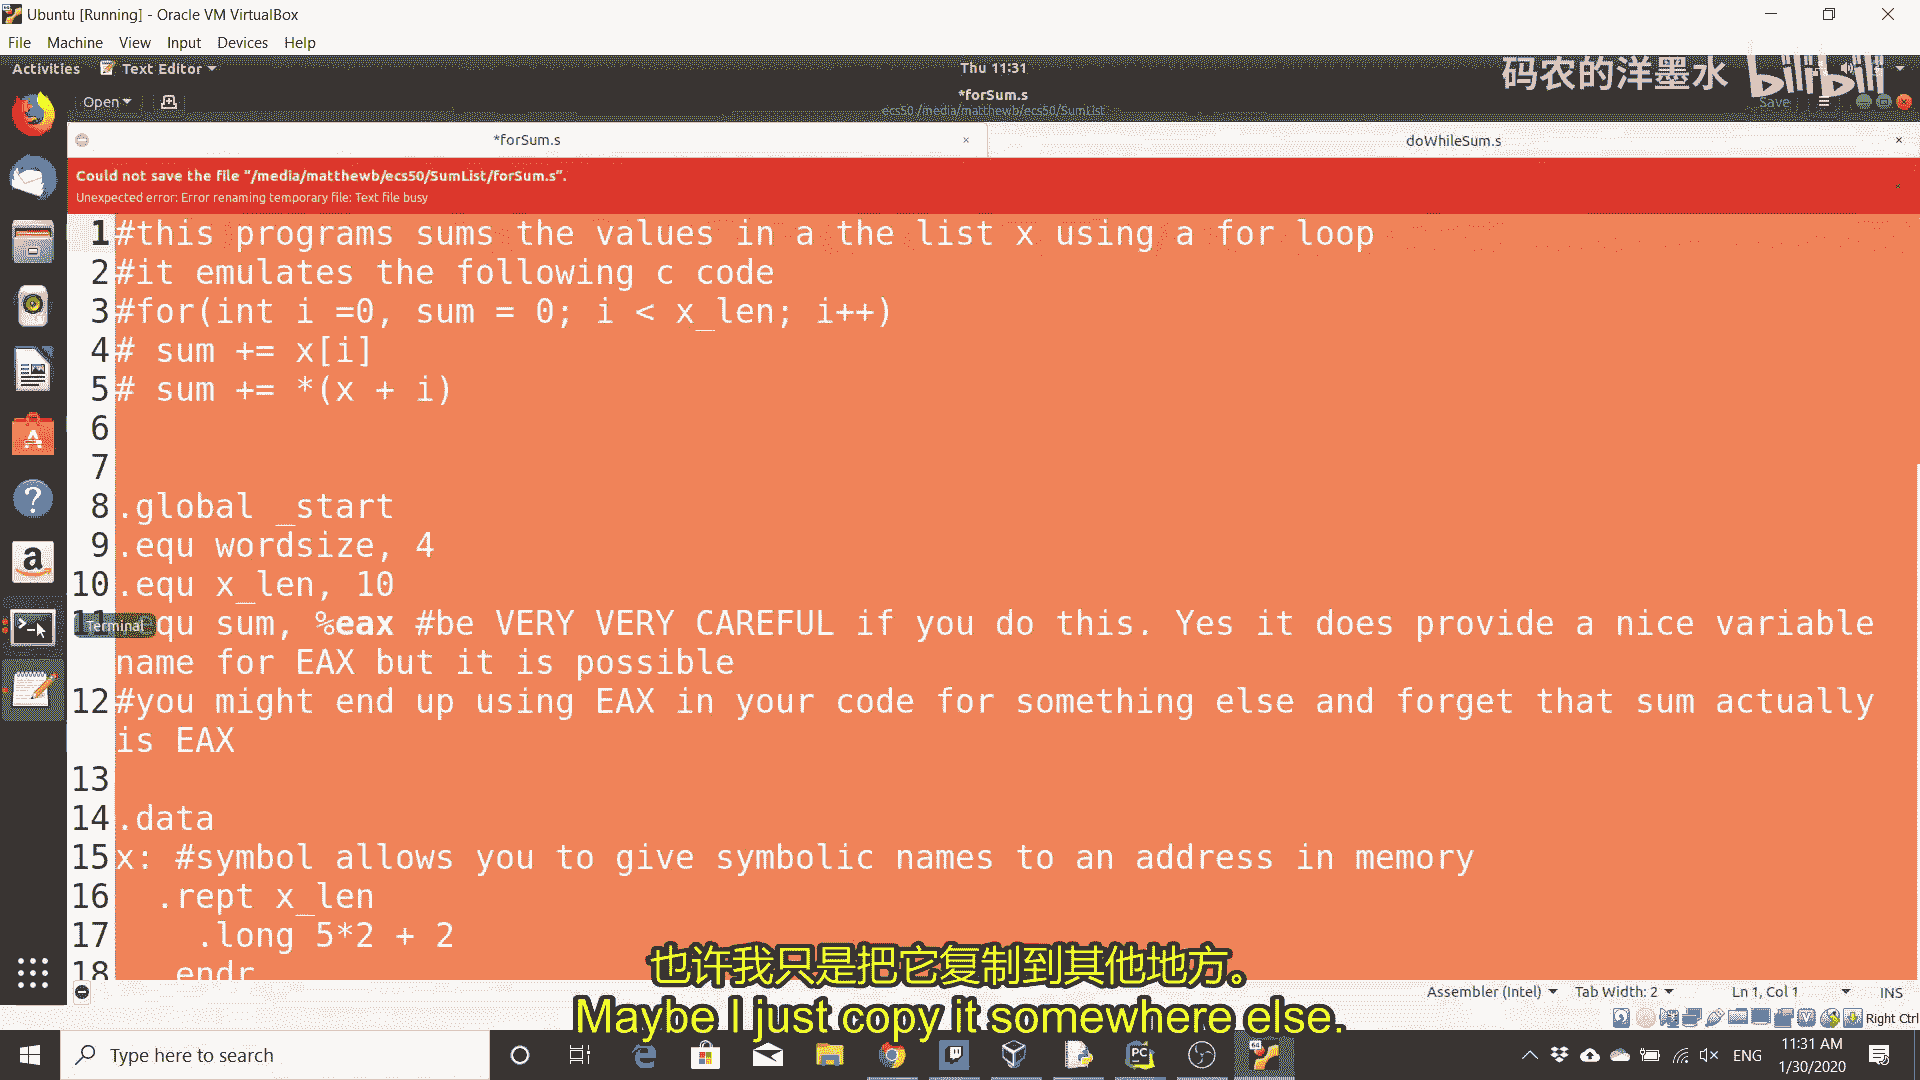 Ubuntu [Running] - Oracle VM VirtualBox
File Machine View Input Devices Help
Activities Text Editor Thu 11:31
码农的洋墨水 bilibili
Open *forSum.s Save
ecs50 /media/matthewb/ecs50/SumList
*forSum.s × doWhileSum.s ×
Could not save the file "/media/matthewb/ecs50/SumList/forSum.s".
Unexpected error: Error renaming temporary file: Text file busy
1 #this programs sums the values in a the list x using a for loop
2 #it emulates the following c code
3 #for(int i =0, sum = 0; i < x_len; i++)
4 # sum += x[i]
5 # sum += *(x + i)
6
7
8 .global _start
9 .equ wordsize, 4
10 .equ x_len, 10
11 qu sum, %eax #be VERY VERY CAREFUL if you do this. Yes it does provide a nice variable
Terminal
name for EAX but it is possible
12 #you might end up using EAX in your code for something else and forget that sum actually
is EAX
13
14 .data
15 x: #symbol allows you to give symbolic names to an address in memory
16 .rept x_len
17 .long 5*2 + 2
18 .endr
也许我只是把它复制到其他地方。
Maybe I just copy it somewhere else.
Assembler (Intel) Tab Width: 2 Ln 1, Col 1 INS
Right Ctrl
Type here to search
ENG 11:31 AM
1/30/2020